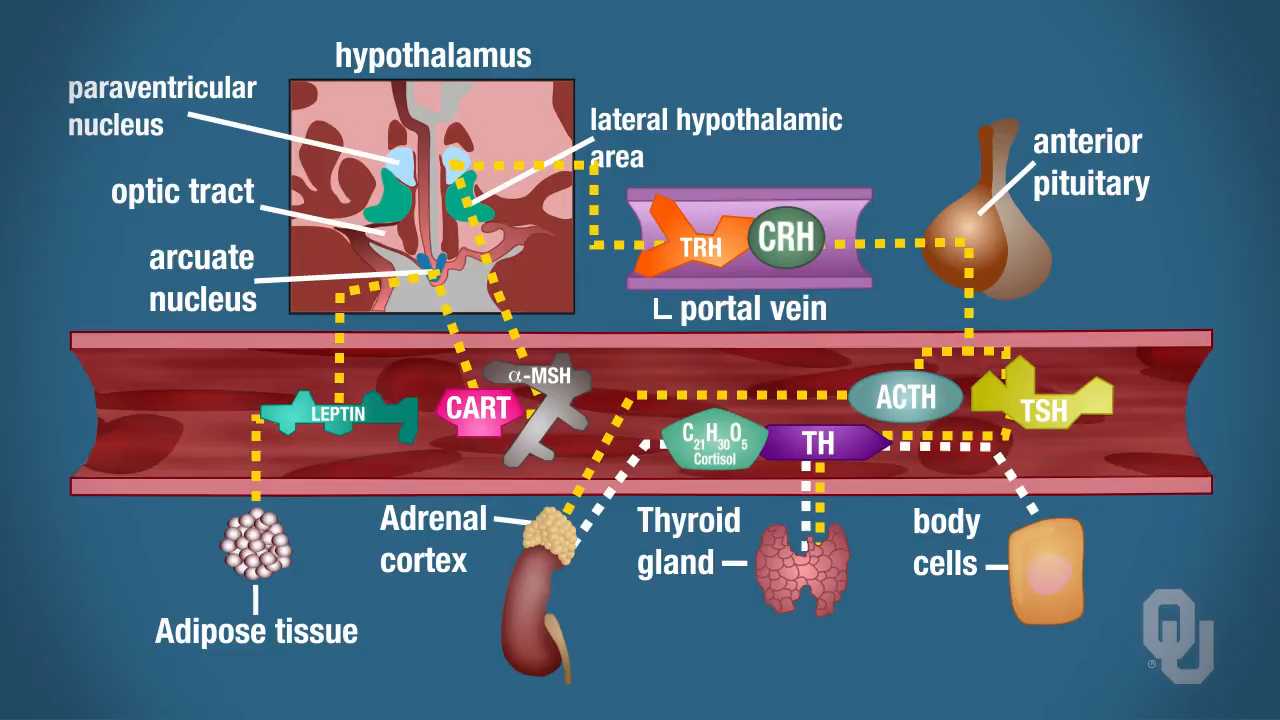 hypothalamus
paraventricular
nucleus
lateral hypothalamic
area
optic tract
anterior
pituitary
arcuate
nucleus
TRH
CRH
portal vein
α-MSH
LEPTIN
CART
ACTH
TSH
C21H30O5
Cortisol
TH
Adrenal
cortex
Thyroid
gland
body
cells
Adipose tissue
OU
®